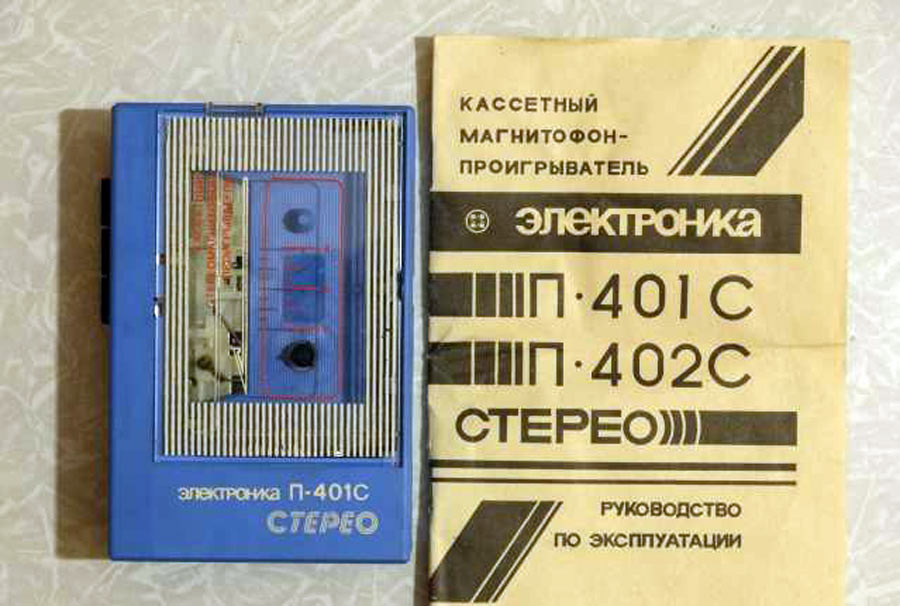 электроника П-401С
СТЕРЕО
КАССЕТНЫЙ
МАГНИТОФОН-
ПРОИГРЫВАТЕЛЬ
электроника
П·401С
П·402С
СТЕРЕО
РУКОВОДСТВО
ПО ЭКСПЛУАТАЦИИ